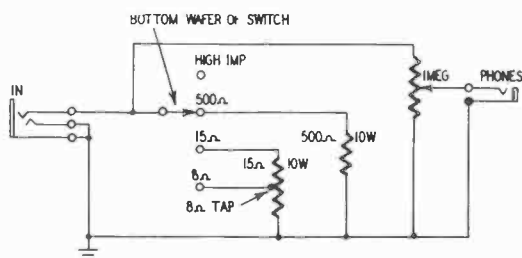 BOTTOM WAFER OF SWITCH
HIGH IMP
IN
500Ω
1MEG
PHONES
15Ω
15Ω 10W
500Ω 10W
8Ω
8Ω TAP